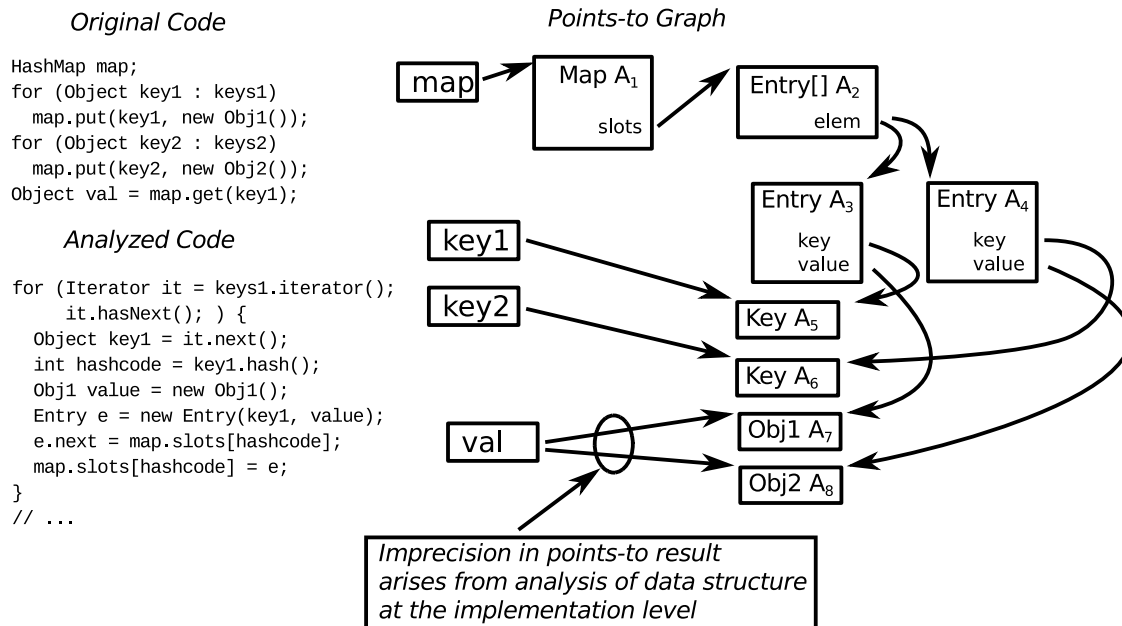 Original Code
HashMap map;
for (Object key1 : keys1)
  map.put(key1, new Obj1());
for (Object key2 : keys2)
  map.put(key2, new Obj2());
Object val = map.get(key1);
Analyzed Code
for (Iterator it = keys1.iterator();
     it.hasNext(); ) {
  Object key1 = it.next();
  int hashcode = key1.hash();
  Obj1 value = new Obj1();
  Entry e = new Entry(key1, value);
  e.next = map.slots[hashcode];
  map.slots[hashcode] = e;
}
// ...
Points-to Graph
map
Map A₁
slots
Entry[] A₂
elem
Entry A₃
key
value
Entry A₄
key
value
key1
key2
Key A₅
Key A₆
val
Obj1 A₇
Obj2 A₈
Imprecision in points-to result
arises from analysis of data structure
at the implementation level